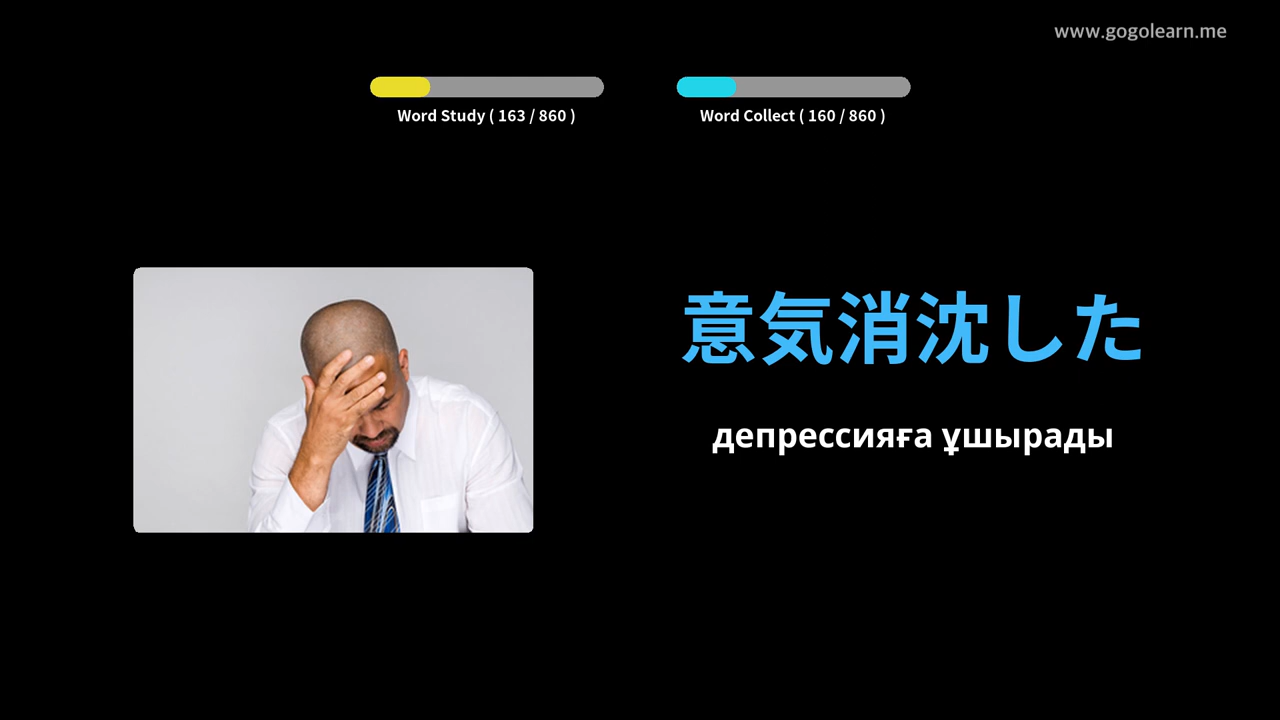 www.gogolearn.me
Word Study ( 163 / 860 )
Word Collect ( 160 / 860 )
意気消沈した
депрессияға ұшырады